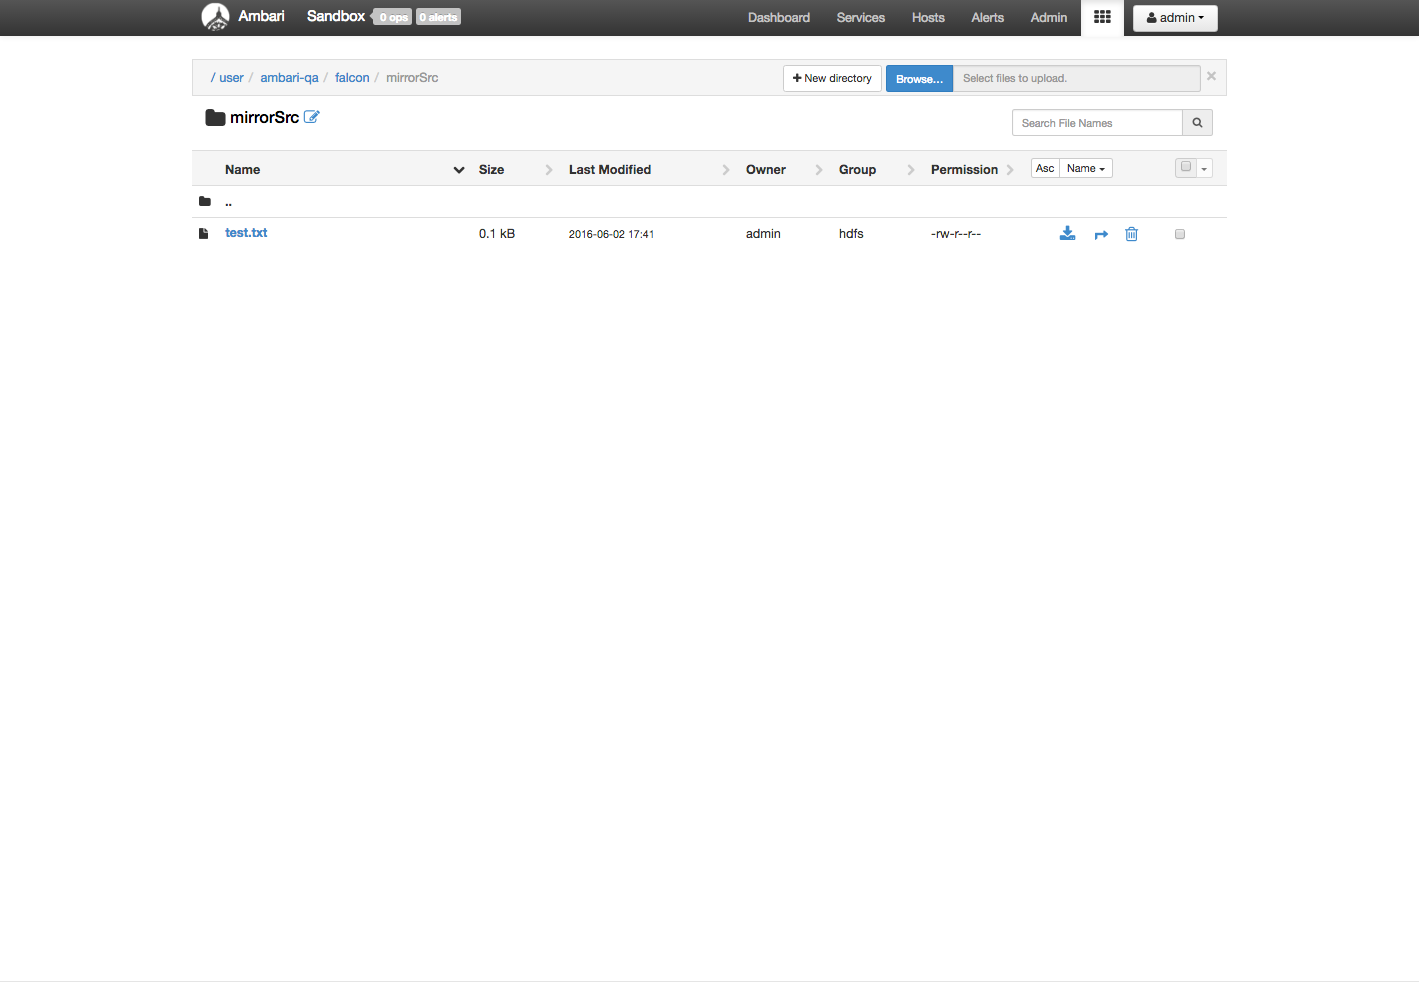 Ambari Sandbox 0 ops 0 alerts Dashboard Services Hosts Alerts Admin admin
/ user / ambari-qa / falcon / mirrorSrc New directory Browse... Select files to upload. ×
mirrorSrc Search File Names
Name Size Last Modified Owner Group Permission Asc Name
..
test.txt 0.1 kB 2016-06-02 17:41 admin hdfs -rw-r--r--